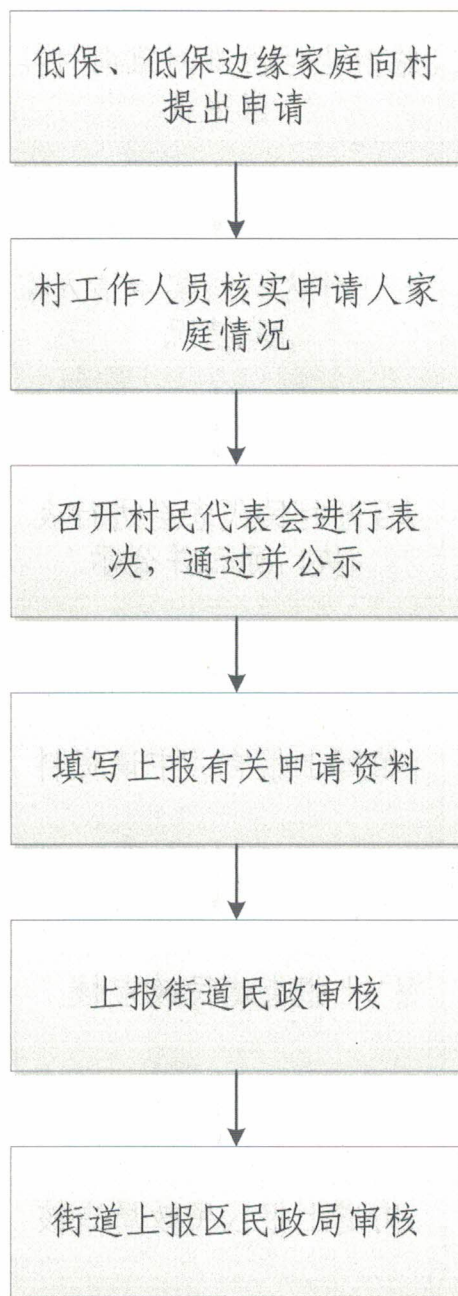 低保、低保边缘家庭向村
提出申请
村工作人员核实申请人家
庭情况
召开村民代表会进行表
决，通过并公示
填写上报有关申请资料
上报街道民政审核
街道上报区民政局审核